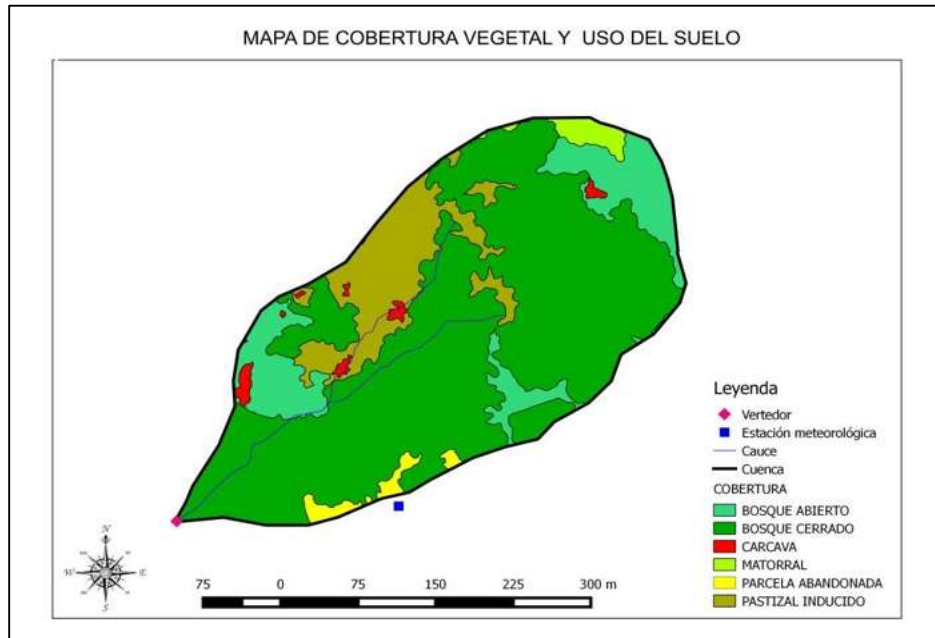 MAPA DE COBERTURA VEGETAL Y USO DEL SUELO
Leyenda
Vertedor
Estación meteorológica
Cauce
Cuenca
COBERTURA
BOSQUE ABIERTO
BOSQUE CERRADO
CARCAVA
MATORRAL
PARCELA ABANDONADA
PASTIZAL INDUCIDO
N
W E
S
75 0 75 150 225 300 m